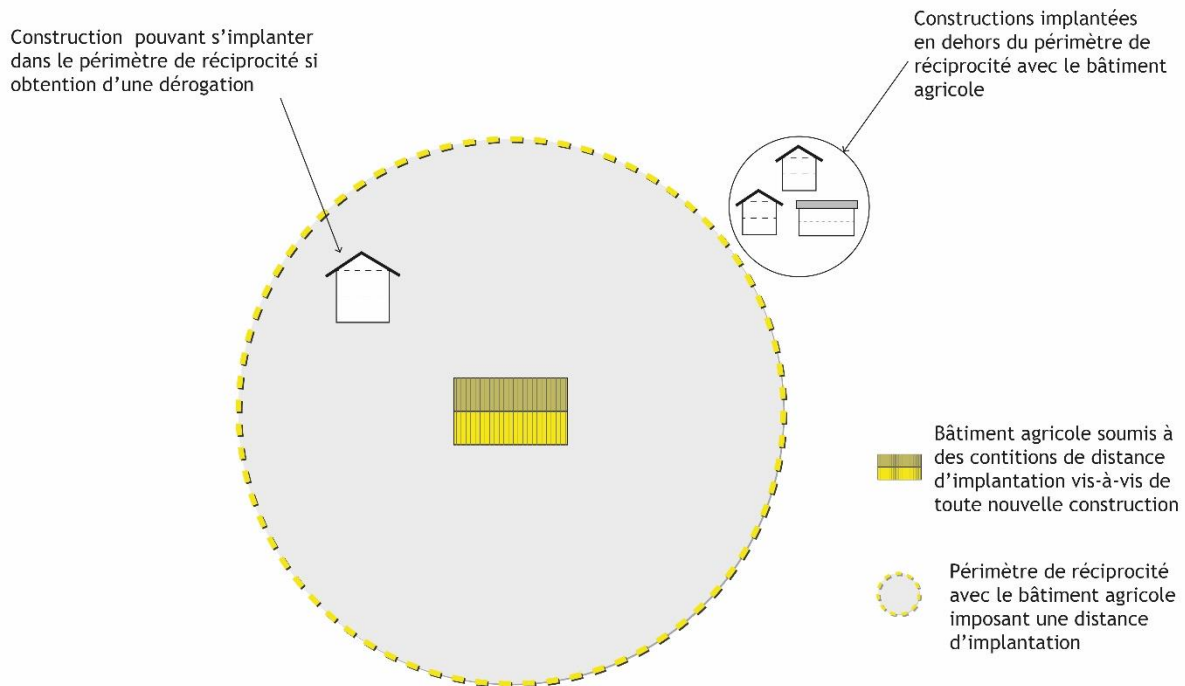 Construction pouvant s’implanter
dans le périmètre de réciprocité si
obtention d’une dérogation
Constructions implantées
en dehors du périmètre de
réciprocité avec le bâtiment
agricole
Bâtiment agricole soumis à
des contitions de distance
d’implantation vis-à-vis de
toute nouvelle construction
Périmètre de réciprocité
avec le bâtiment agricole
imposant une distance
d’implantation